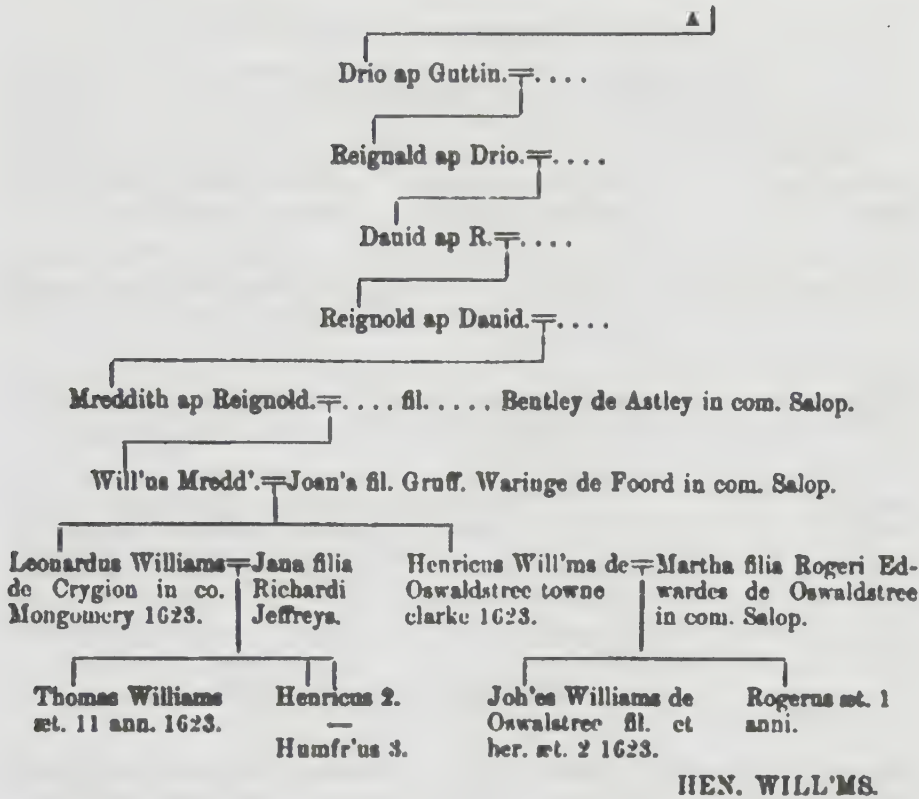 A
Drio ap Guttin.=....
Reignald ap Drio.=....
Dauid ap R.=....
Reignold ap Dauid.=....
Mreddith ap Reignold.=.... fil..... Bentley de Astley in com. Salop.
Will'us Mredd'.=Joan'a fil. Gruff. Waringe de Foord in com. Salop.
Leonardus Williams=Jana filia
de Crygion in co. Richardi
Mongomery 1623. Jeffreys.
Henricus Will'ms de=Martha filia Rogeri Ed-
Oswaldstree towne wardes de Oswaldstree
clarke 1623. in com. Salop.
Thomas Williams
æt. 11 ann. 1623.
Henricus 2.
—
Humfr'us 3.
Joh'es Williams de
Oswalstree fil. et
her. æt. 2 1623.
Rogerus æt. 1
anni.
HEN. WILL'MS.